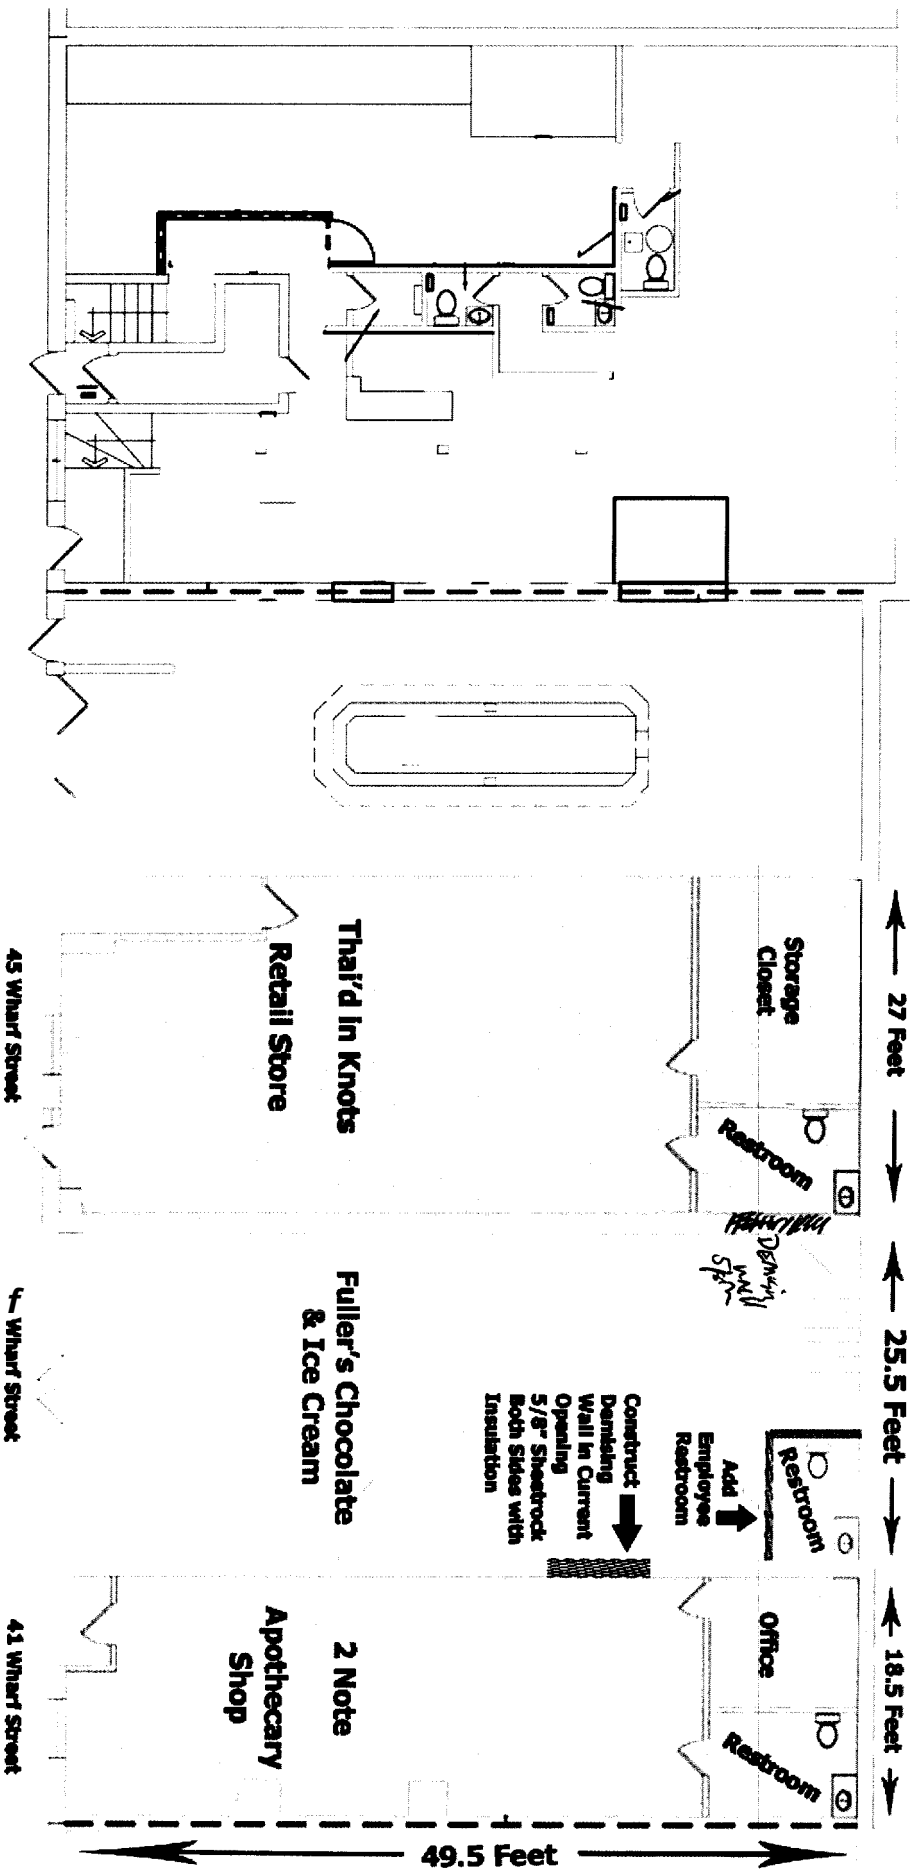 27 Feet
25.5 Feet
18.5 Feet
49.5 Feet
Storage
Closet
Restroom
Thai'd in Knots
Retail Store
45 Wharf Street
Fuller's Chocolate
& Ice Cream
Wharf Street
Construct
Demising
Wall in Current
Opening
5/8" Sheetrock
Both Sides with
Insulation
Add
Employee
Restroom
Restroom
Office
Restroom
2 Note
Apothecary
Shop
41 Wharf Street